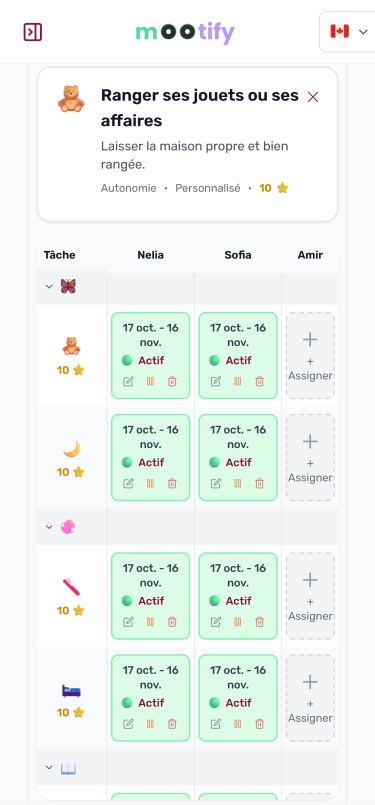 mootify
Ranger ses jouets ou ses
affaires
Laisser la maison propre et bien
rangée.
Autonomie • Personnalisé • 10
Tâche Nelia Sofia Amir
17 oct. - 16
nov.
Actif
17 oct. - 16
nov.
Actif
+
Assigner
10
17 oct. - 16
nov.
Actif
17 oct. - 16
nov.
Actif
+
Assigner
10
17 oct. - 16
nov.
Actif
17 oct. - 16
nov.
Actif
+
Assigner
10
17 oct. - 16
nov.
Actif
17 oct. - 16
nov.
Actif
+
Assigner
10